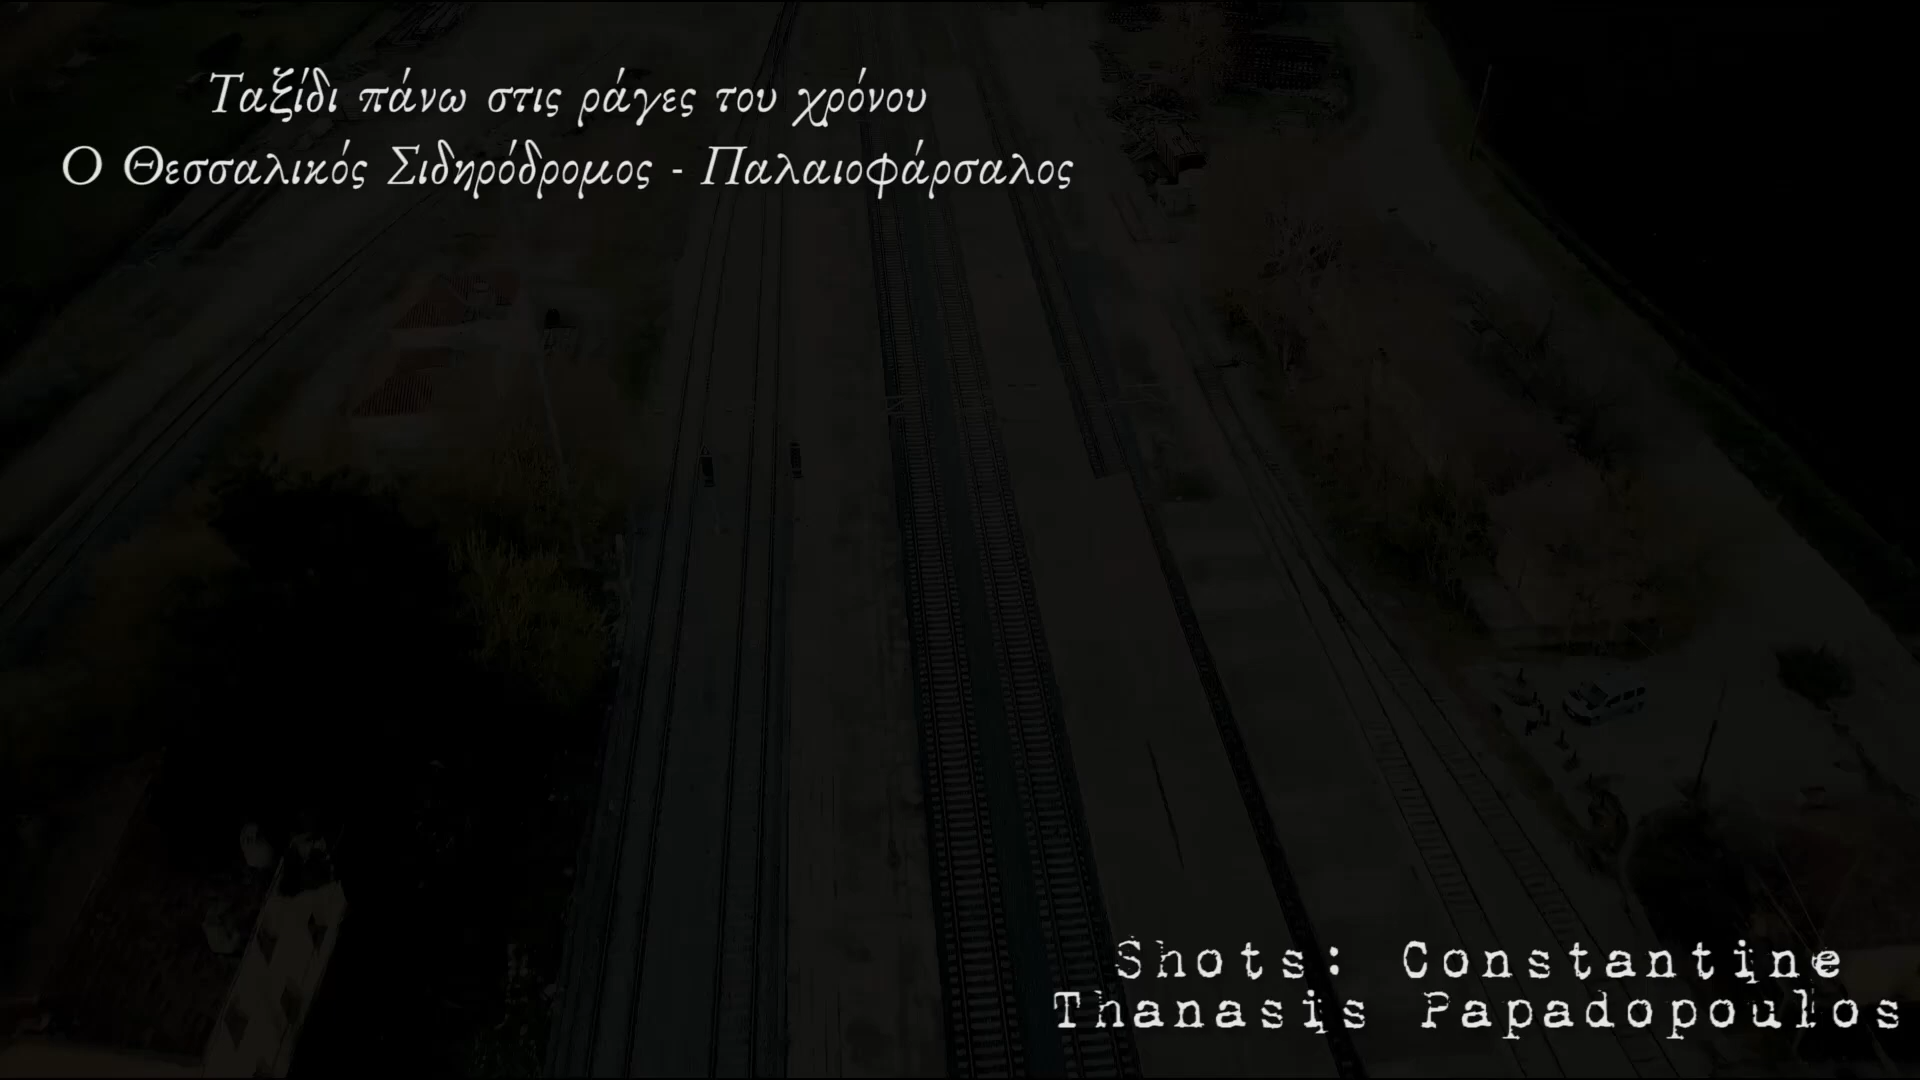 Ταξίδι πάνω στις ράγες του χρόνου
Ο Θεσσαλικός Σιδηρόδρομος - Παλαιοφάρσαλος
Shots: Constantine
Thanasis Papadopoulos